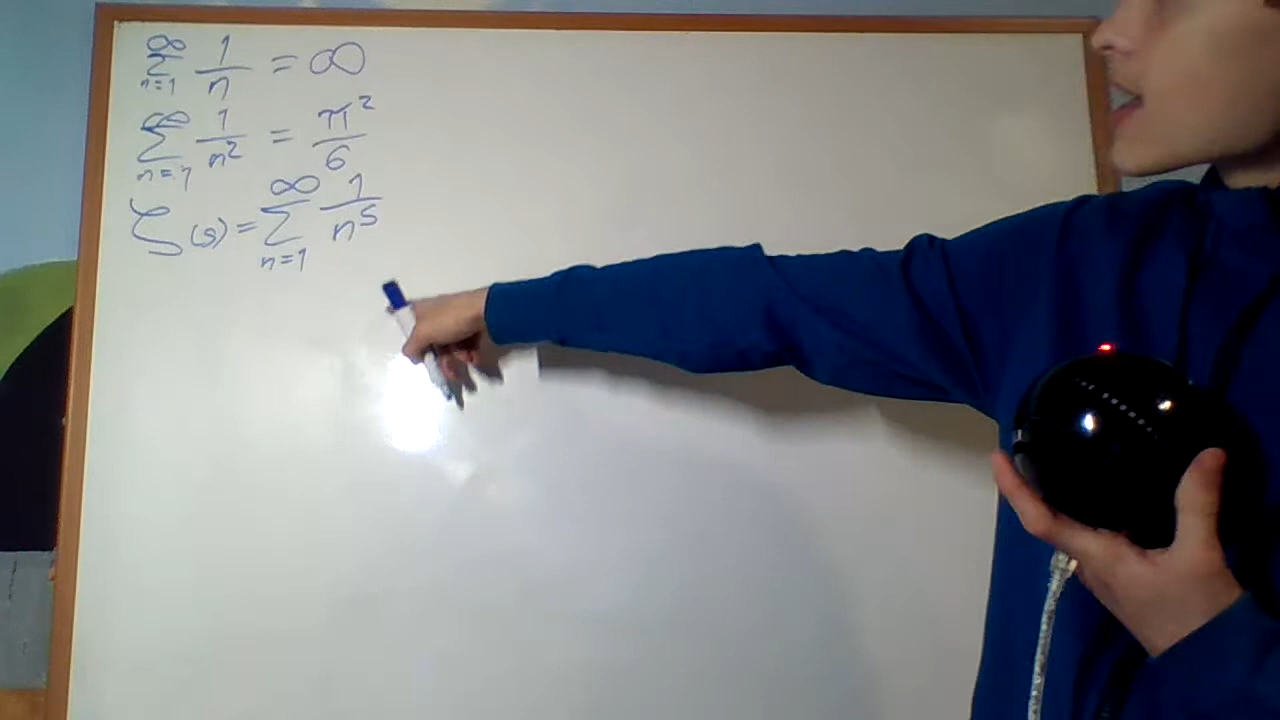 ∞ Σ n=1 1/n = ∞
∞ Σ n=1 1/n² = π²/6
ζ(s) = ∞ Σ n=1 1/nˢ